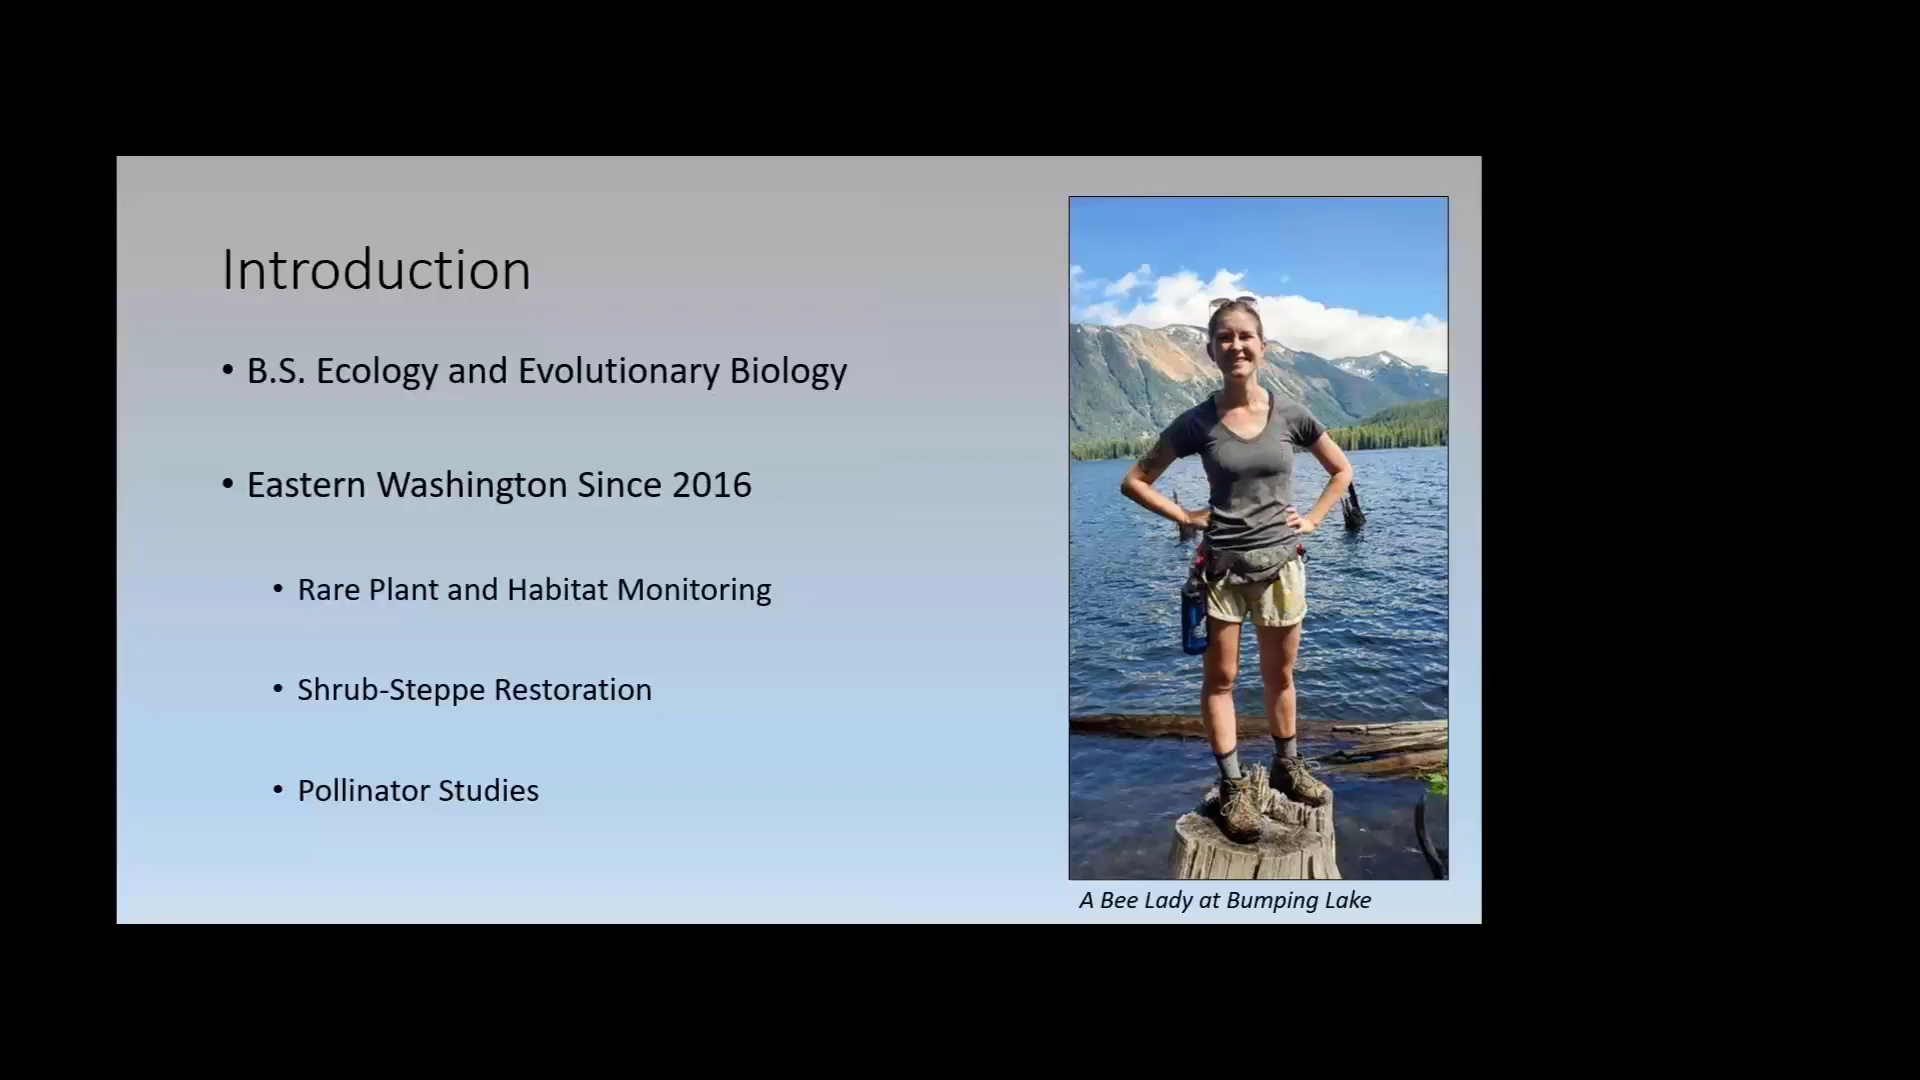 Introduction
• B.S. Ecology and Evolutionary Biology
• Eastern Washington Since 2016
• Rare Plant and Habitat Monitoring
• Shrub-Steppe Restoration
• Pollinator Studies
A Bee Lady at Bumping Lake